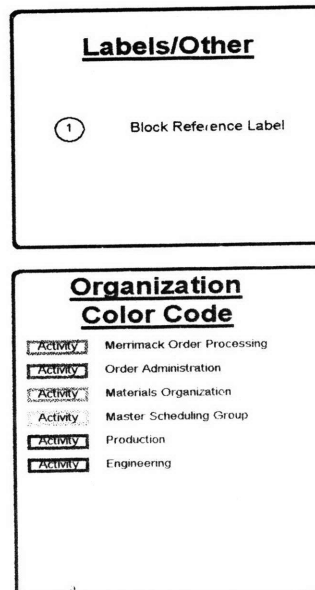 Labels/Other
1 Block Reference Label
Organization
Color Code
Activity Merrimack Order Processing
Activity Order Administration
Activity Materials Organization
Activity Master Scheduling Group
Activity Production
Activity Engineering